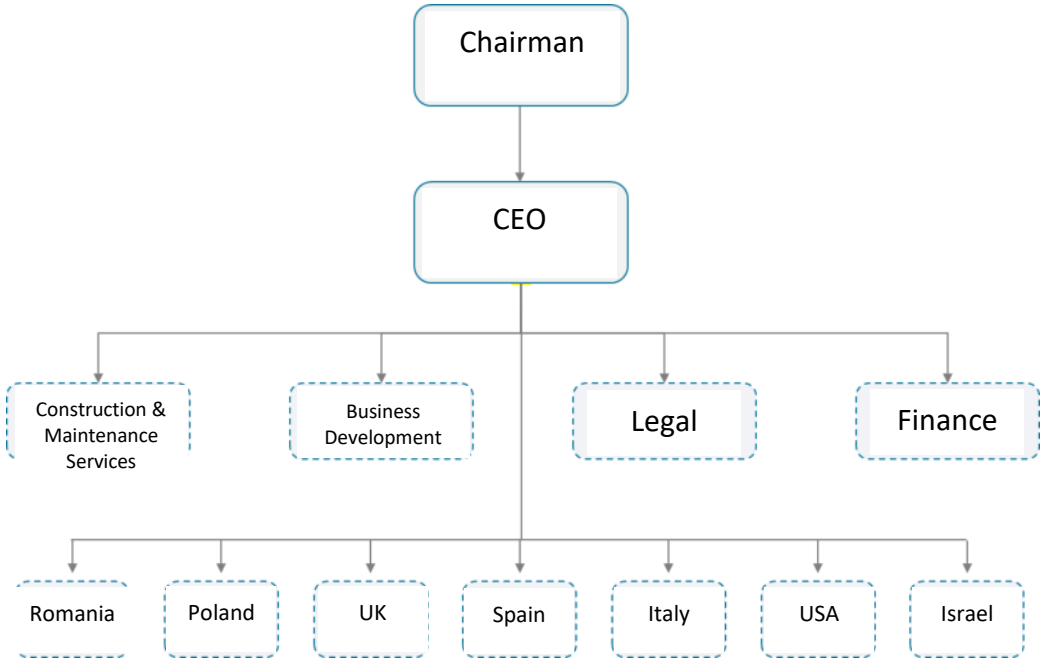 Chairman
CEO
Construction &
Maintenance
Services
Business
Development
Legal
Finance
Romania
Poland
UK
Spain
Italy
USA
Israel